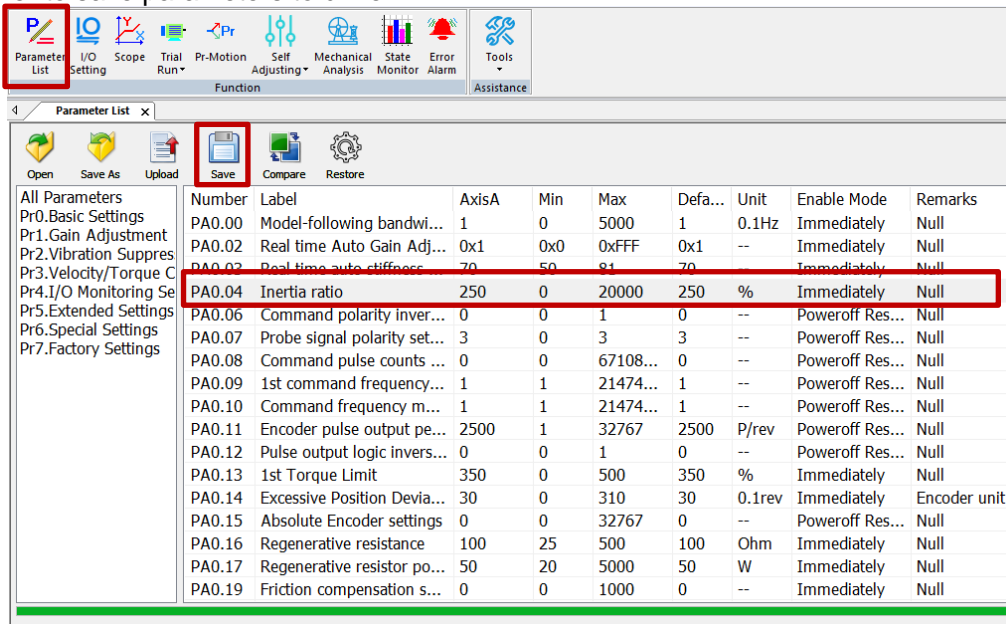 P
IO
Y
X
Pr
Parameter List
I/O Setting
Scope
Trial Run
Pr-Motion
Self Adjusting
Mechanical Analysis
State Monitor
Error Alarm
Tools
Function
Assistance
Parameter List x
Open Save As Upload Save Compare Restore
All Parameters
Pr0.Basic Settings
Pr1.Gain Adjustment
Pr2.Vibration Suppres
Pr3.Velocity/Torque C
Pr4.I/O Monitoring Se
Pr5.Extended Settings
Pr6.Special Settings
Pr7.Factory Settings
Number Label AxisA Min Max Defa... Unit Enable Mode Remarks
PA0.00 Model-following bandwi... 1 0 5000 1 0.1Hz Immediately Null
PA0.02 Real time Auto Gain Adj... 0x1 0x0 0xFFF 0x1 -- Immediately Null
PA0.03 Real time auto stiffness ... 70 50 81 70 -- Immediately Null
PA0.04 Inertia ratio 250 0 20000 250 % Immediately Null
PA0.06 Command polarity inver... 0 0 1 0 -- Poweroff Res... Null
PA0.07 Probe signal polarity set... 3 0 3 3 -- Poweroff Res... Null
PA0.08 Command pulse counts ... 0 0 67108... 0 -- Poweroff Res... Null
PA0.09 1st command frequency... 1 1 21474... 1 -- Poweroff Res... Null
PA0.10 Command frequency m... 1 1 21474... 1 -- Poweroff Res... Null
PA0.11 Encoder pulse output pe... 2500 1 32767 2500 P/rev Poweroff Res... Null
PA0.12 Pulse output logic invers... 0 0 1 0 -- Poweroff Res... Null
PA0.13 1st Torque Limit 350 0 500 350 % Immediately Null
PA0.14 Excessive Position Devia... 30 0 310 30 0.1rev Immediately Encoder unit
PA0.15 Absolute Encoder settings 0 0 32767 0 -- Poweroff Res... Null
PA0.16 Regenerative resistance 100 25 500 100 Ohm Immediately Null
PA0.17 Regenerative resistor po... 50 20 5000 50 W Immediately Null
PA0.19 Friction compensation s... 0 0 1000 0 -- Immediately Null